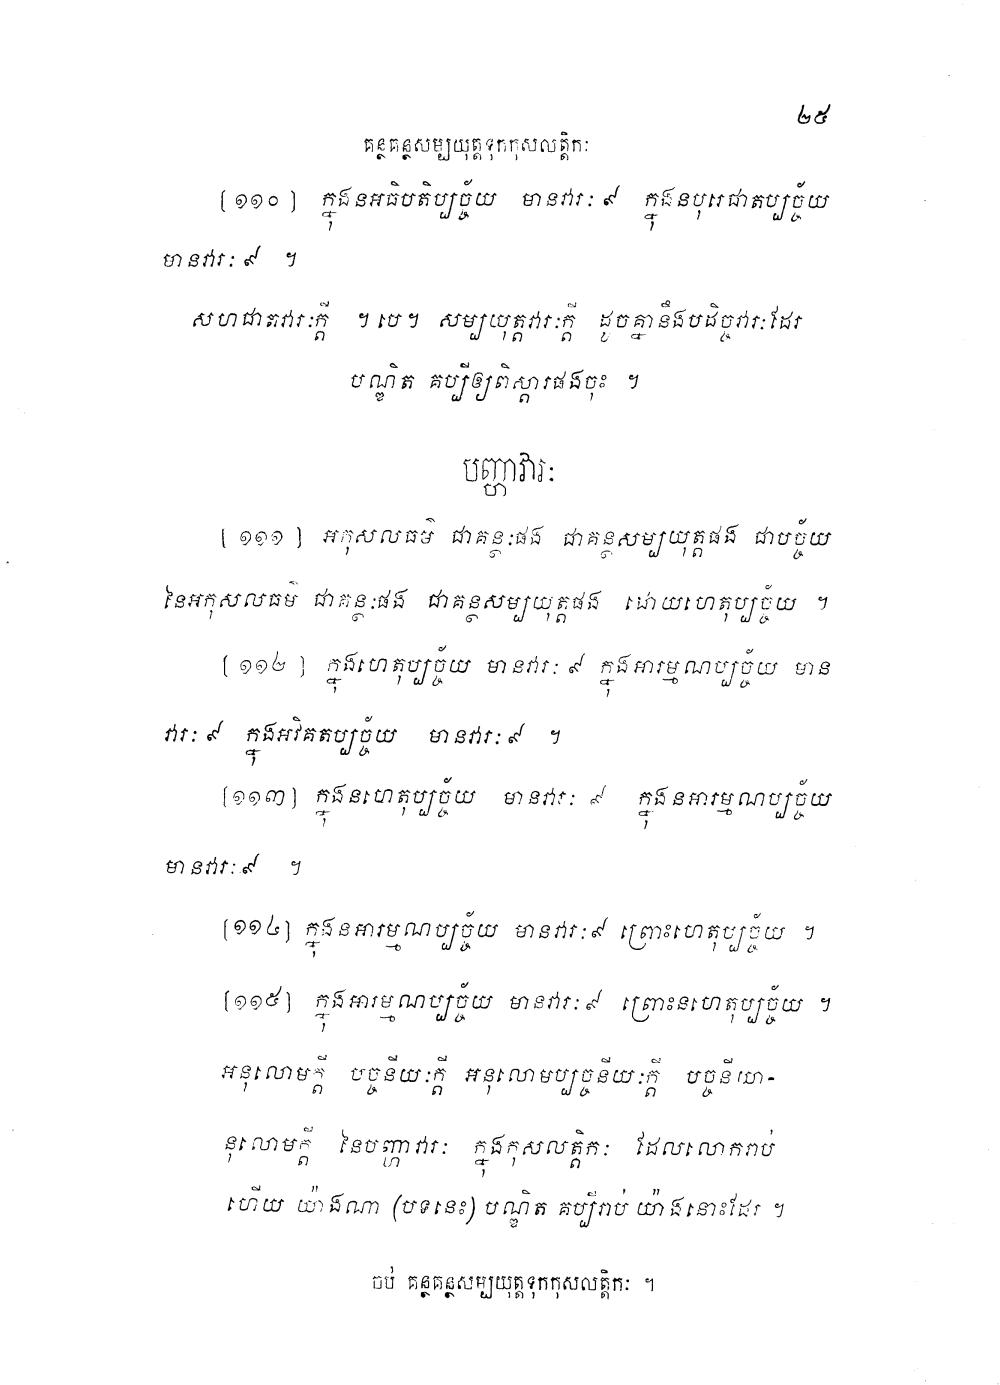 ២៥
គន្ថគន្ថសម្បយុត្តទុកកុសលត្តិកៈ
[១១០] ក្នុងនអធិបតិប្បច្ច័យ មានវារៈ ៩ ក្នុងនបុរេជាតប្បច្ច័យ
មានវារៈ ៩ ។
សហជាតវារៈក្តី ។បេ។ សម្បយុត្តវារៈក្តី ដូចគ្នានឹងបដិច្ចវារៈដែរ
បណ្ឌិត គប្បីឲ្យពិស្តារផងចុះ ។
បញ្ហាវារៈ
[១១១] អកុសលធម៌ ជាគន្ថៈផង ជាគន្ថសម្បយុត្តផង ជាបច្ច័យ
នៃអកុសលធម៌ ជាគន្ថៈផង ជាគន្ថសម្បយុត្តផង ដោយហេតុប្បច្ច័យ ។
[១១២] ក្នុងហេតុប្បច្ច័យ មានវារៈ ៩ ក្នុងអារម្មណប្បច្ច័យ មាន
វារៈ ៩ ក្នុងអវិគតប្បច្ច័យ មានវារៈ ៩ ។
[១១៣] ក្នុងនហេតុប្បច្ច័យ មានវារៈ ៩ ក្នុងនអារម្មណប្បច្ច័យ
មានវារៈ ៩ ។
[១១៤] ក្នុងនអារម្មណប្បច្ច័យ មានវារៈ ៩ ព្រោះហេតុប្បច្ច័យ ។
[១១៥] ក្នុងអារម្មណប្បច្ច័យ មានវារៈ ៩ ព្រោះនហេតុប្បច្ច័យ ។
អនុលោមក្តី បច្ចនីយៈក្តី អនុលោមប្បច្ចនីយៈក្តី បច្ចនីយា-
នុលោមក្តី នៃបញ្ហាវារៈ ក្នុងកុសលត្តិកៈ ដែលលោករាប់
ហើយ យ៉ាងណា (បទនេះ) បណ្ឌិត គប្បីរាប់ យ៉ាងនោះដែរ ។
ចប់ គន្ថគន្ថសម្បយុត្តទុកកុសលត្តិកៈ ។